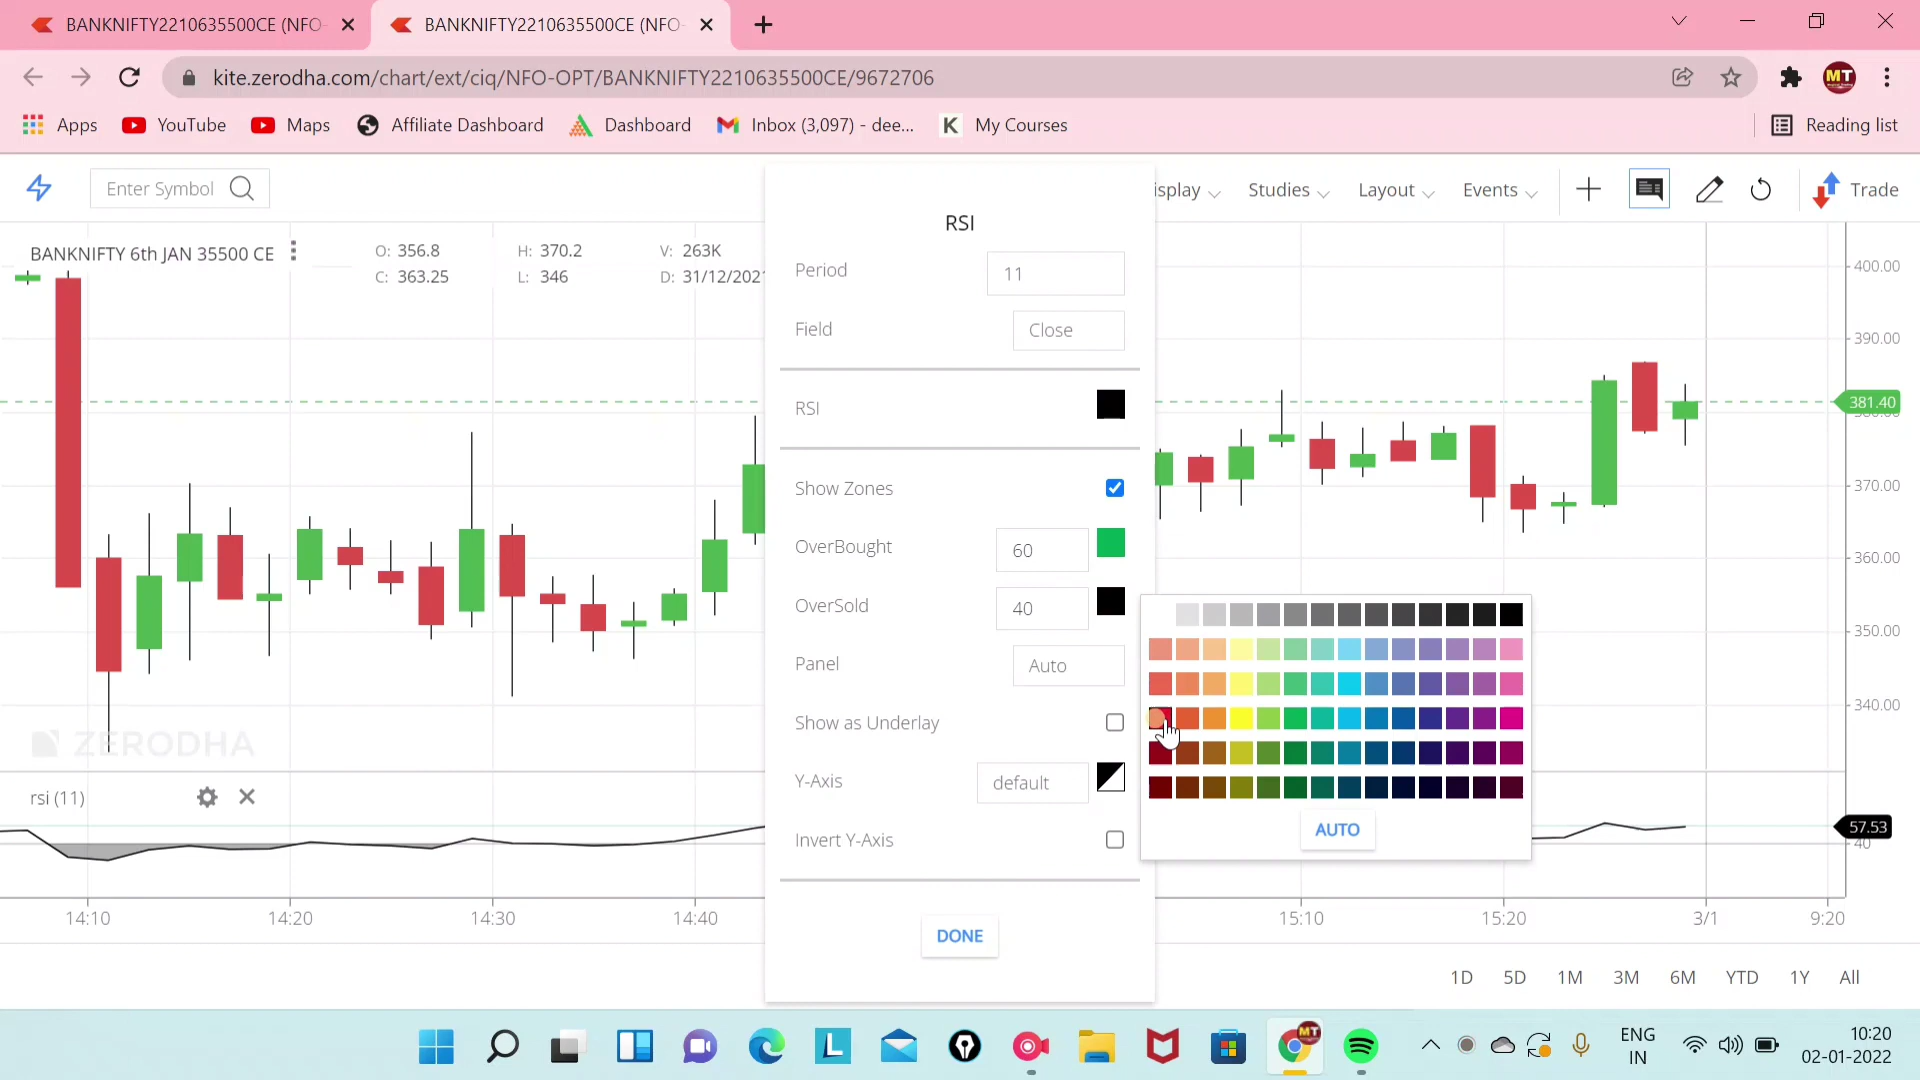 BANKNIFTY2210635500CE (NFO-
BANKNIFTY2210635500CE (NFO-
kite.zerodha.com/chart/ext/ciq/NFO-OPT/BANKNIFTY2210635500CE/9672706
MT
Apps YouTube Maps Affiliate Dashboard Dashboard Inbox (3,097) - dee... K My Courses Reading list
Enter Symbol isplay Studies Layout Events Trade
BANKNIFTY 6th JAN 35500 CE
O: 356.8 H: 370.2 V: 263K
C: 363.25 L: 346 D: 31/12/2021
RSI
Period 11
Field Close
RSI
Show Zones
OverBought 60
OverSold 40
Panel Auto
Show as Underlay
Y-Axis default
Invert Y-Axis
DONE
AUTO
400.00
390.00
381.40
370.00
360.00
350.00
340.00
ZERODHA
rsi (11)
57.53
40
14:10 14:20 14:30 14:40 15:10 15:20 3/1 9:20
1D 5D 1M 3M 6M YTD 1Y All
L
MT
ENG
IN
10:20
02-01-2022